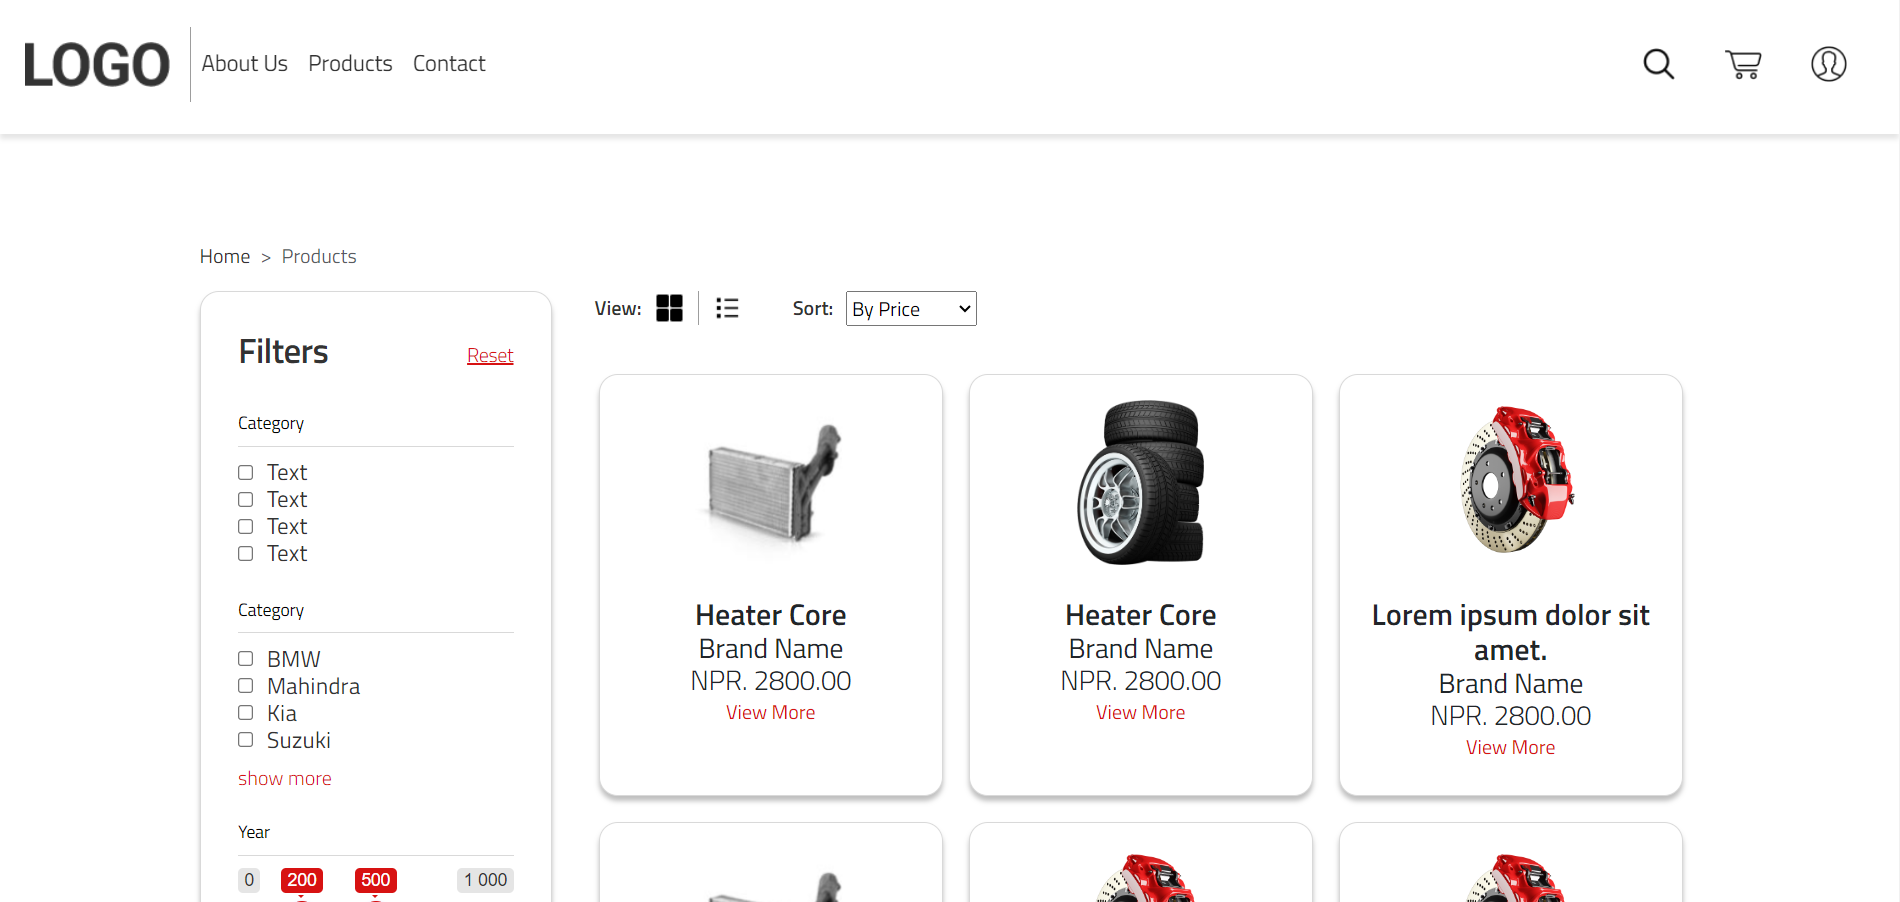 LOGO
About Us Products Contact
Home > Products
Filters
Reset
Category
Text
Text
Text
Text
Category
BMW
Mahindra
Kia
Suzuki
show more
Year
0 200 500 1 000
View:
Sort: By Price
Heater Core
Brand Name
NPR. 2800.00
View More
Heater Core
Brand Name
NPR. 2800.00
View More
Lorem ipsum dolor sit
amet.
Brand Name
NPR. 2800.00
View More